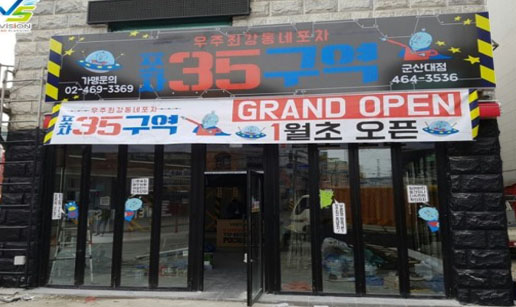 VISION
우주최강동네포차
포차 35구역
가맹문의
02-469-3369
군산대점
464-3536
우주최강동네포차
포차 35구역
GRAND OPEN
1월초 오픈